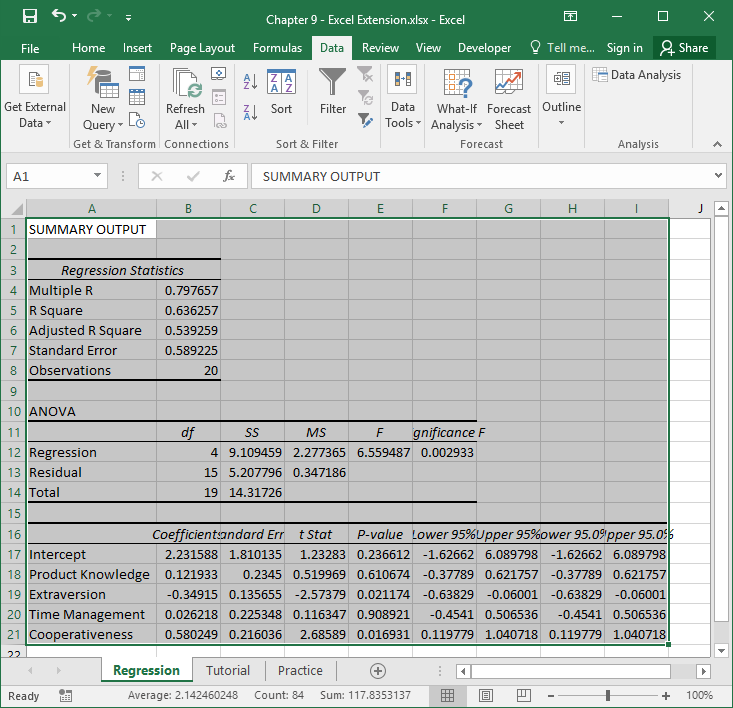 Chapter 9 - Excel Extension.xlsx - Excel
File Home Insert Page Layout Formulas Data Review View Developer Tell me... Sign in Share
Get External Data
New Query
Refresh All
Sort
Filter
Data Tools
What-If Analysis
Forecast Sheet
Outline
Data Analysis
Get & Transform Connections Sort & Filter Forecast Analysis
A1 fx SUMMARY OUTPUT
A B C D E F G H I J
1 SUMMARY OUTPUT
2
3 Regression Statistics
4 Multiple R 0.797657
5 R Square 0.636257
6 Adjusted R Square 0.539259
7 Standard Error 0.589225
8 Observations 20
9
10 ANOVA
11 df SS MS F gnificance F
12 Regression 4 9.109459 2.277365 6.559487 0.002933
13 Residual 15 5.207796 0.347186
14 Total 19 14.31726
15
16 Coefficients andard Err t Stat P-value Lower 95% Upper 95% ower 95.0% Upper 95.0%
17 Intercept 2.231588 1.810135 1.23283 0.236612 -1.62662 6.089798 -1.62662 6.089798
18 Product Knowledge 0.121933 0.2345 0.519969 0.610674 -0.37789 0.621757 -0.37789 0.621757
19 Extraversion -0.34915 0.135655 -2.57379 0.021174 -0.63829 -0.06001 -0.63829 -0.06001
20 Time Management 0.026218 0.225348 0.116347 0.908921 -0.4541 0.506536 -0.4541 0.506536
21 Cooperativeness 0.580249 0.216036 2.68589 0.016931 0.119779 1.040718 0.119779 1.040718
22
Regression Tutorial Practice
Ready Average: 2.142460248 Count: 84 Sum: 117.8353137 100%